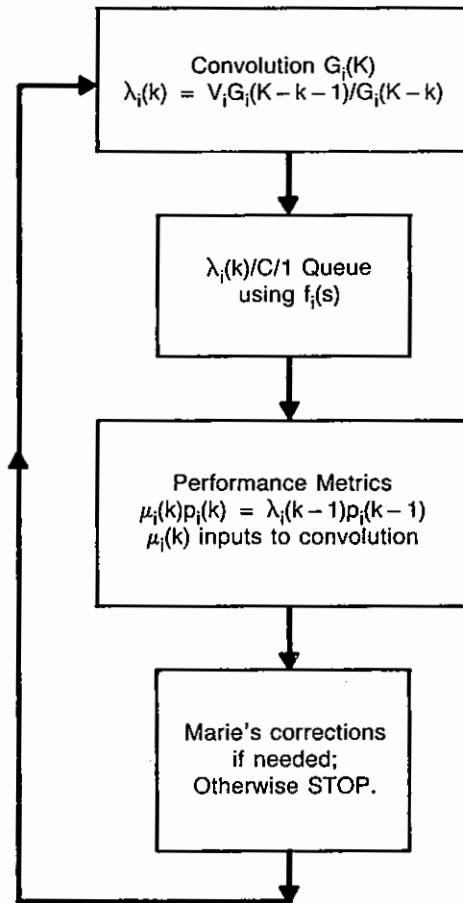 Convolution Gᵢ(K)
λᵢ(k) = VᵢGᵢ(K−k−1)/Gᵢ(K−k)
λᵢ(k)/C/1 Queue
using fᵢ(s)
Performance Metrics
μᵢ(k)pᵢ(k) = λᵢ(k−1)pᵢ(k−1)
μᵢ(k) inputs to convolution
Marie's corrections
if needed;
Otherwise STOP.